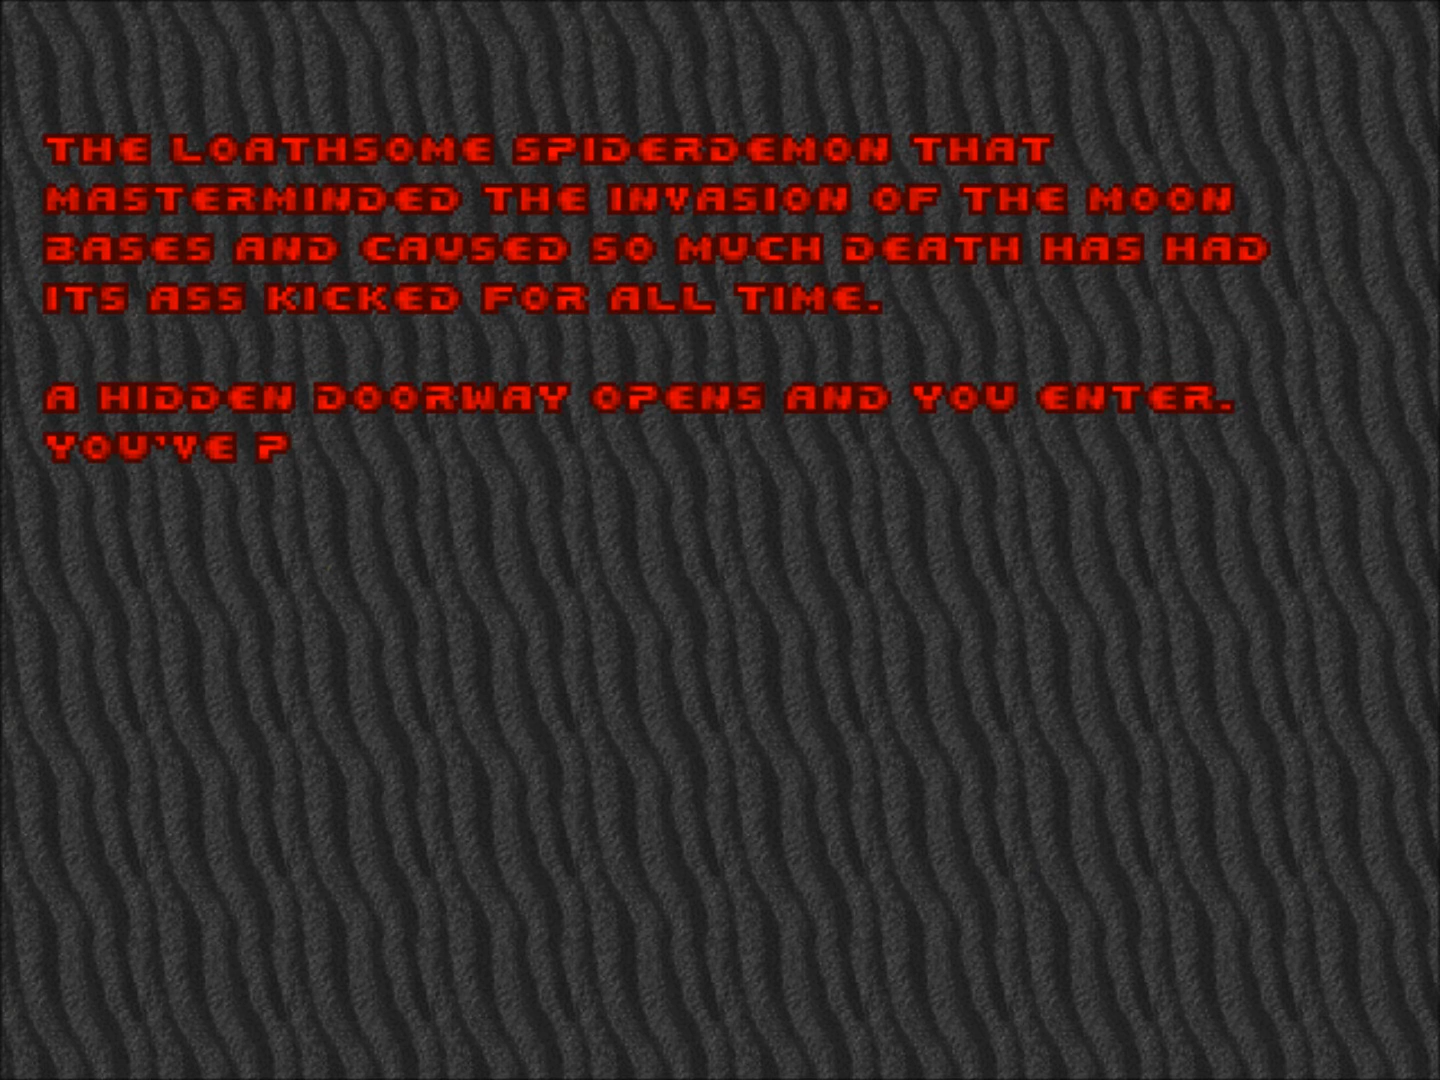 THE LOATHSOME SPIDERDEMON THAT
MASTERMINDED THE INVASION OF THE MOON
BASES AND CAUSED SO MUCH DEATH HAS HAD
ITS ASS KICKED FOR ALL TIME.
A HIDDEN DOORWAY OPENS AND YOU ENTER.
YOU'VE P